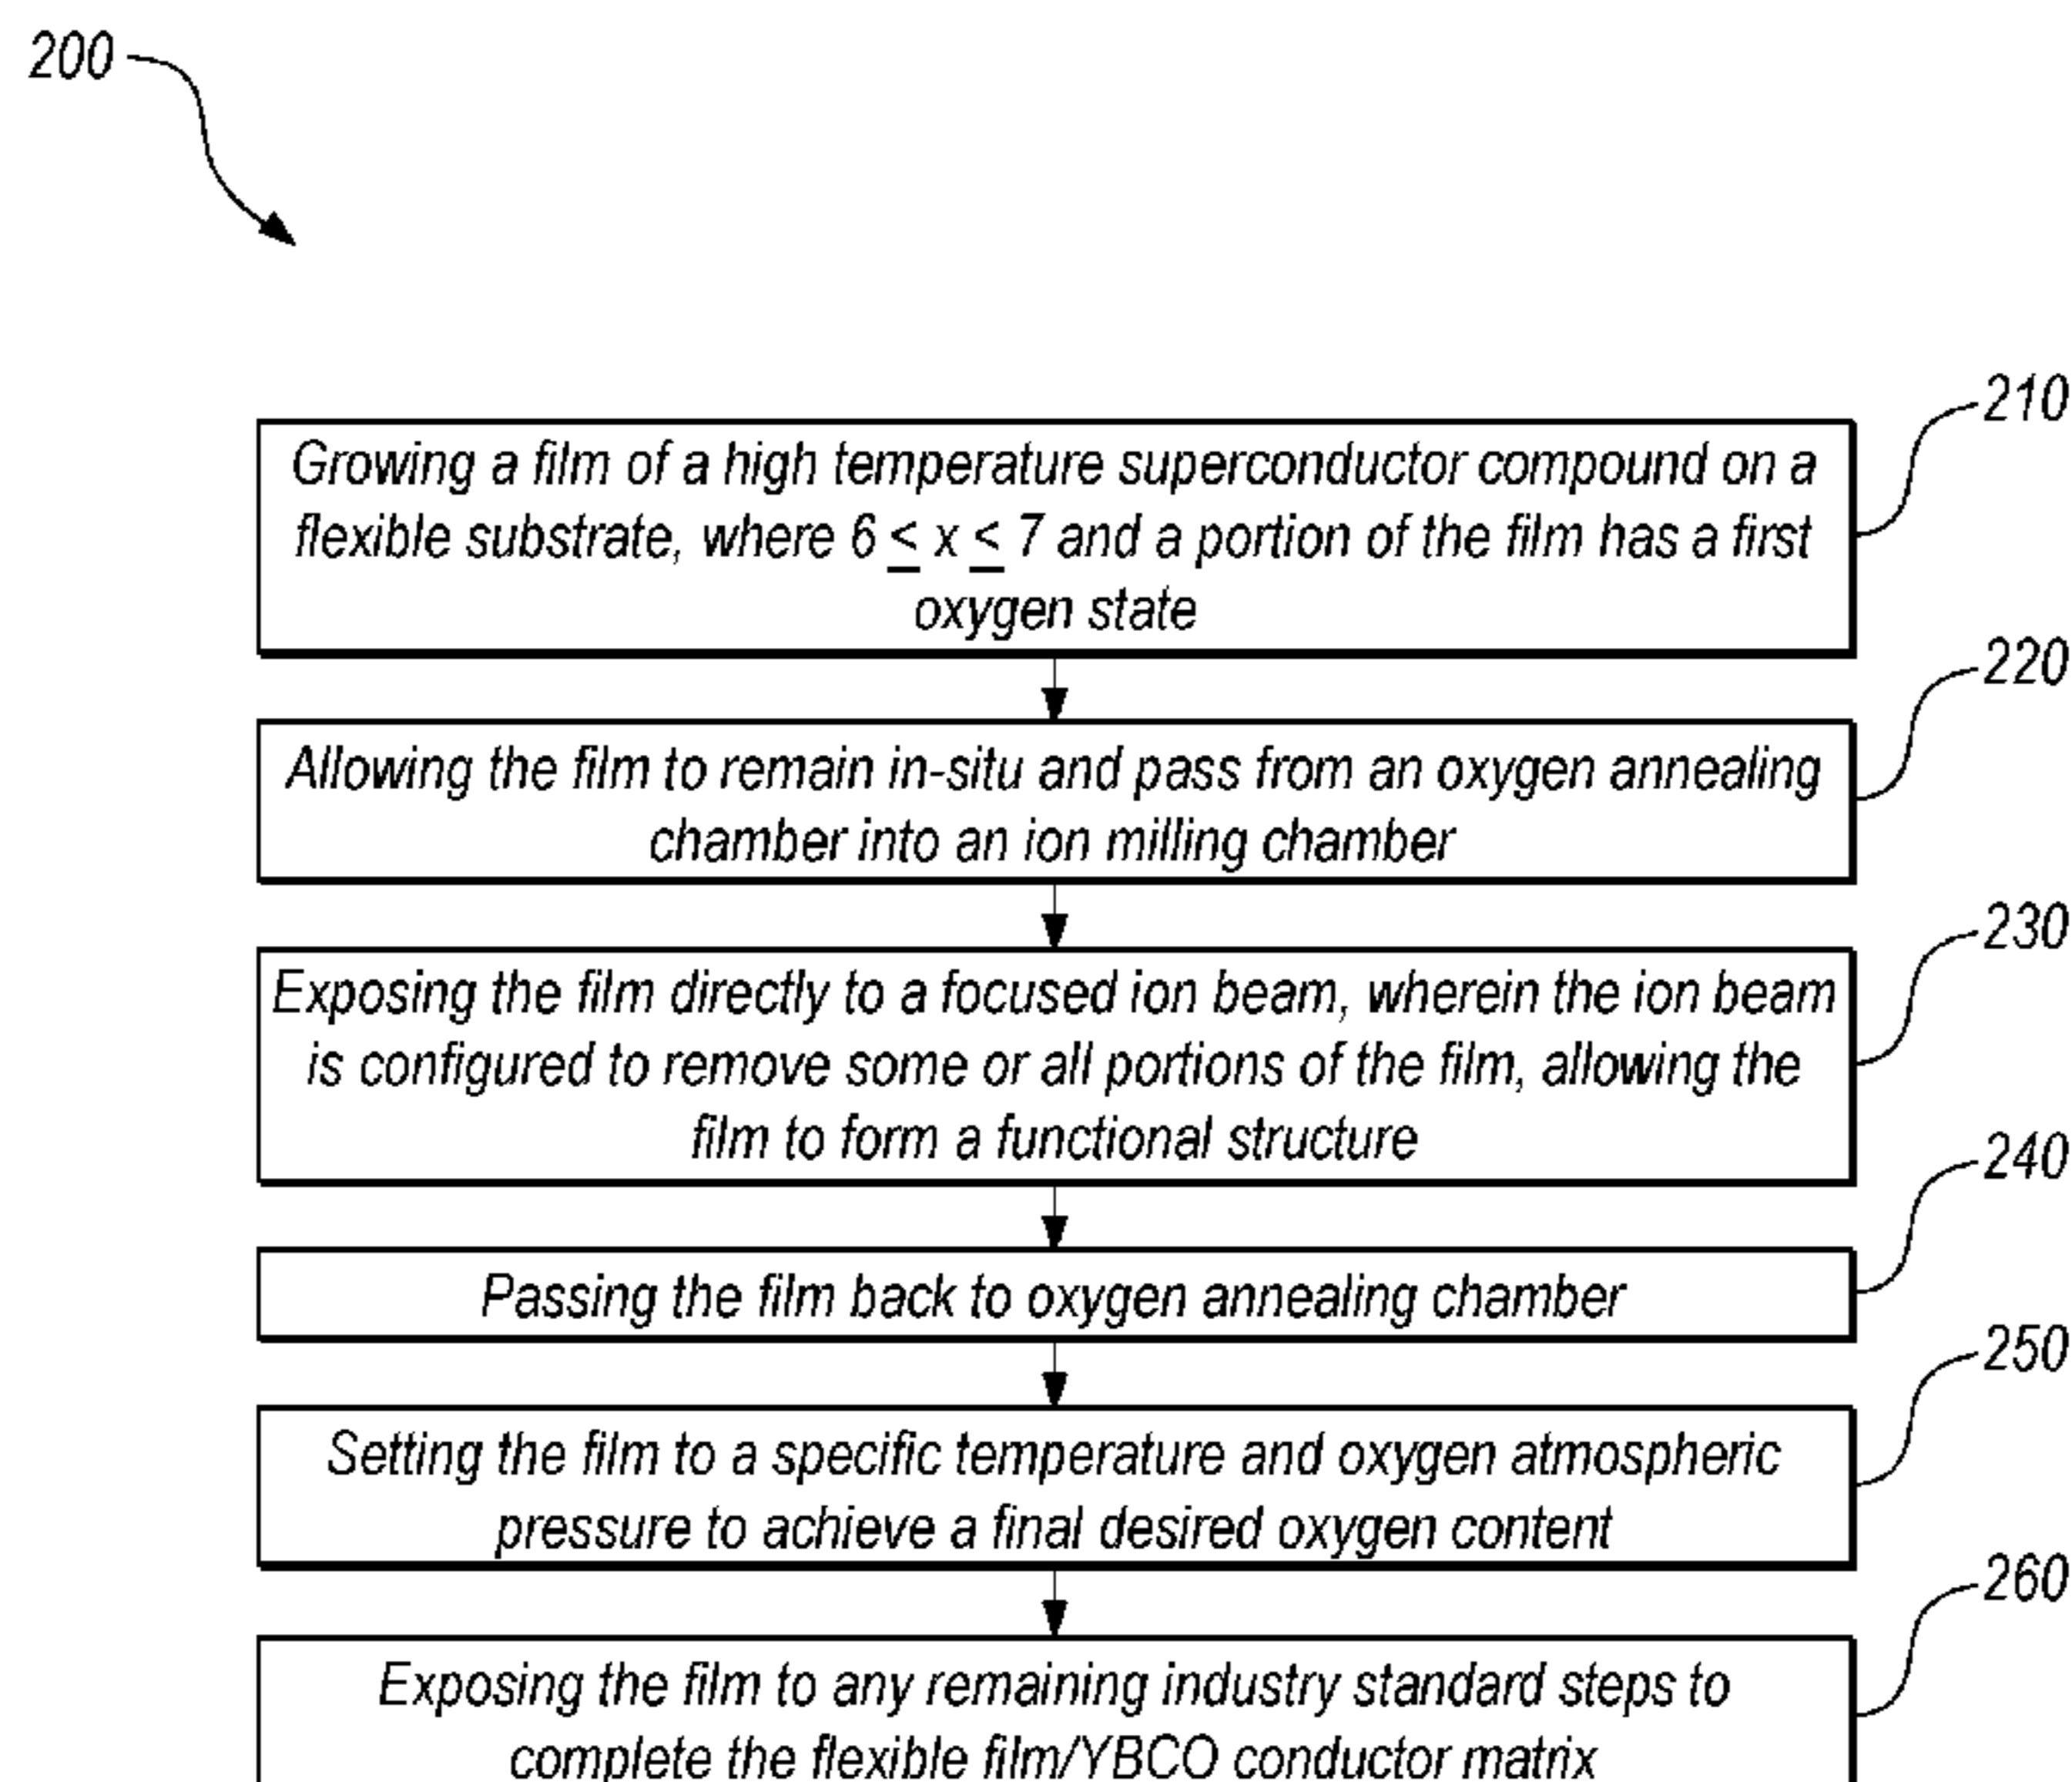 200
210
Growing a film of a high temperature superconductor compound on a
flexible substrate, where 6 ≤ x ≤ 7 and a portion of the film has a first
oxygen state
220
Allowing the film to remain in-situ and pass from an oxygen annealing
chamber into an ion milling chamber
230
Exposing the film directly to a focused ion beam, wherein the ion beam
is configured to remove some or all portions of the film, allowing the
film to form a functional structure
240
Passing the film back to oxygen annealing chamber
250
Setting the film to a specific temperature and oxygen atmospheric
pressure to achieve a final desired oxygen content
260
Exposing the film to any remaining industry standard steps to
complete the flexible film/YBCO conductor matrix